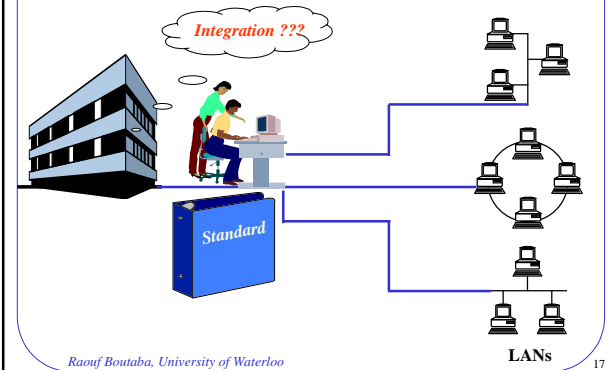 Integration ???
Standard
LANs
Raouf Boutaba, University of Waterloo
17